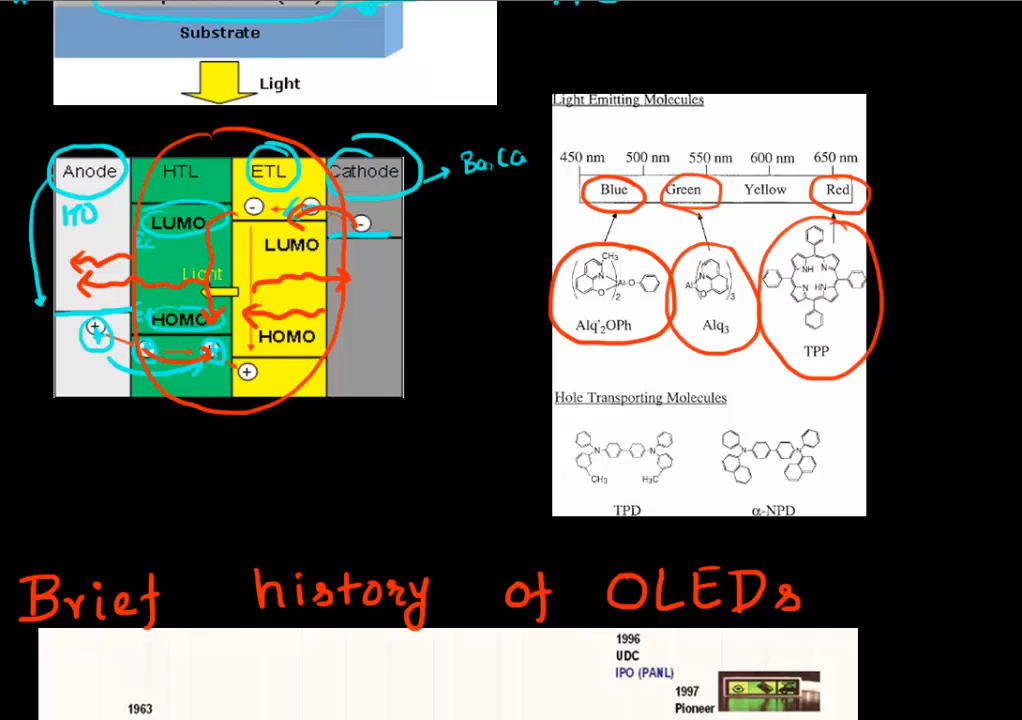 Substrate
Light
Anode HTL ETL Cathode
Ba, Ca
ITO
LUMO
LUMO
Light
HOMO
HOMO
Light Emitting Molecules
450 nm 500 nm 550 nm 600 nm 650 nm
Blue Green Yellow Red
CH₃
Al-O
2
Al
O
3
NH N
N HN
Alq'₂OPh Alq₃ TPP
Hole Transporting Molecules
N N N N
CH₃ H₃C
TPD α-NPD
Brief history of OLEDs
1996
UDC
IPO (PANL)
1997
Pioneer
1963